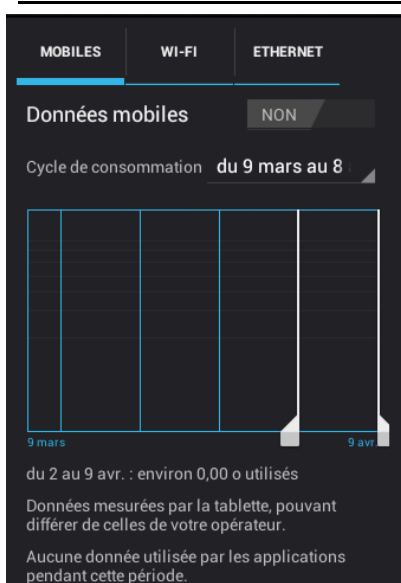 MOBILES WI-FI ETHERNET
Données mobiles NON
Cycle de consommation du 9 mars au 8
9 mars 9 avr.
du 2 au 9 avr. : environ 0,00 o utilisés
Données mesurées par la tablette, pouvant
différer de celles de votre opérateur.
Aucune donnée utilisée par les applications
pendant cette période.